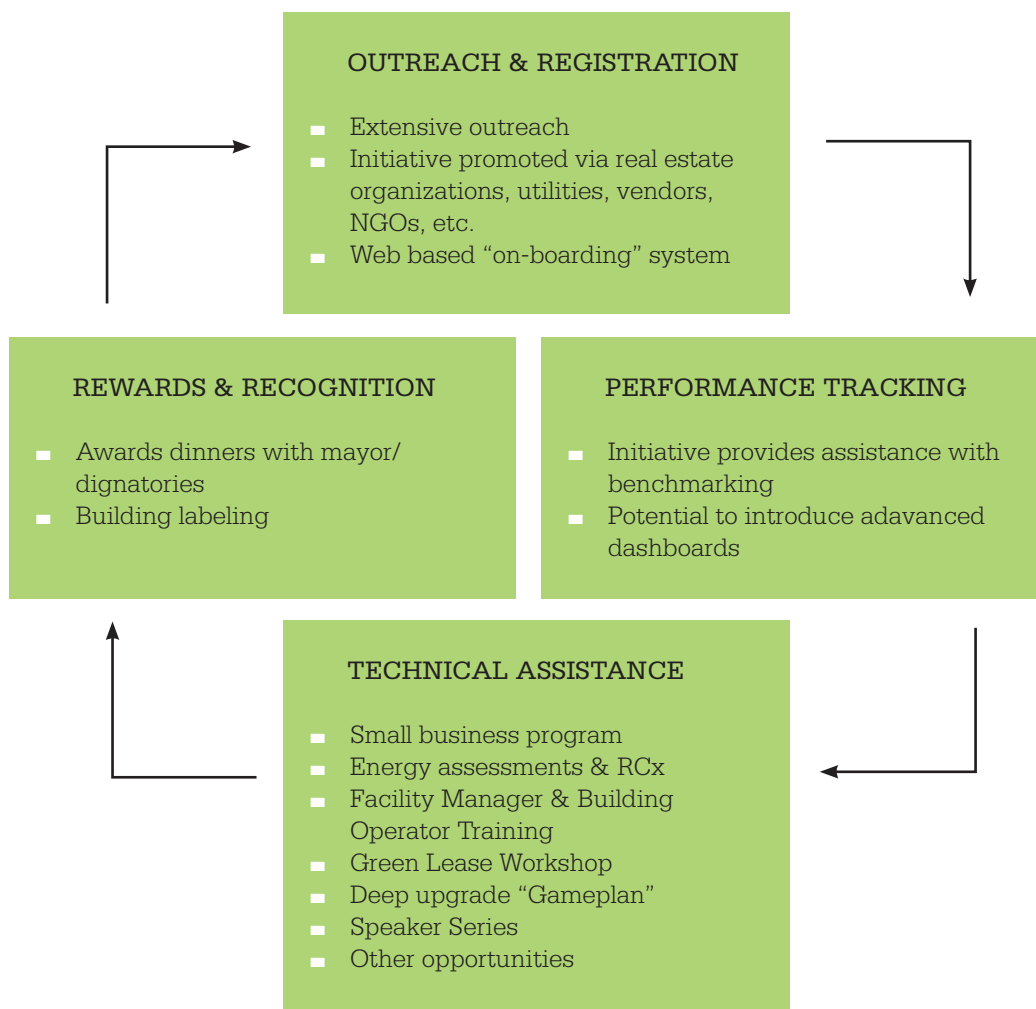 OUTREACH & REGISTRATION
Extensive outreach
Initiative promoted via real estate
organizations, utilities, vendors,
NGOs, etc.
Web based “on-boarding” system
REWARDS & RECOGNITION
Awards dinners with mayor/
dignatories
Building labeling
PERFORMANCE TRACKING
Initiative provides assistance with
benchmarking
Potential to introduce adavanced
dashboards
TECHNICAL ASSISTANCE
Small business program
Energy assessments & RCx
Facility Manager & Building
Operator Training
Green Lease Workshop
Deep upgrade “Gameplan”
Speaker Series
Other opportunities